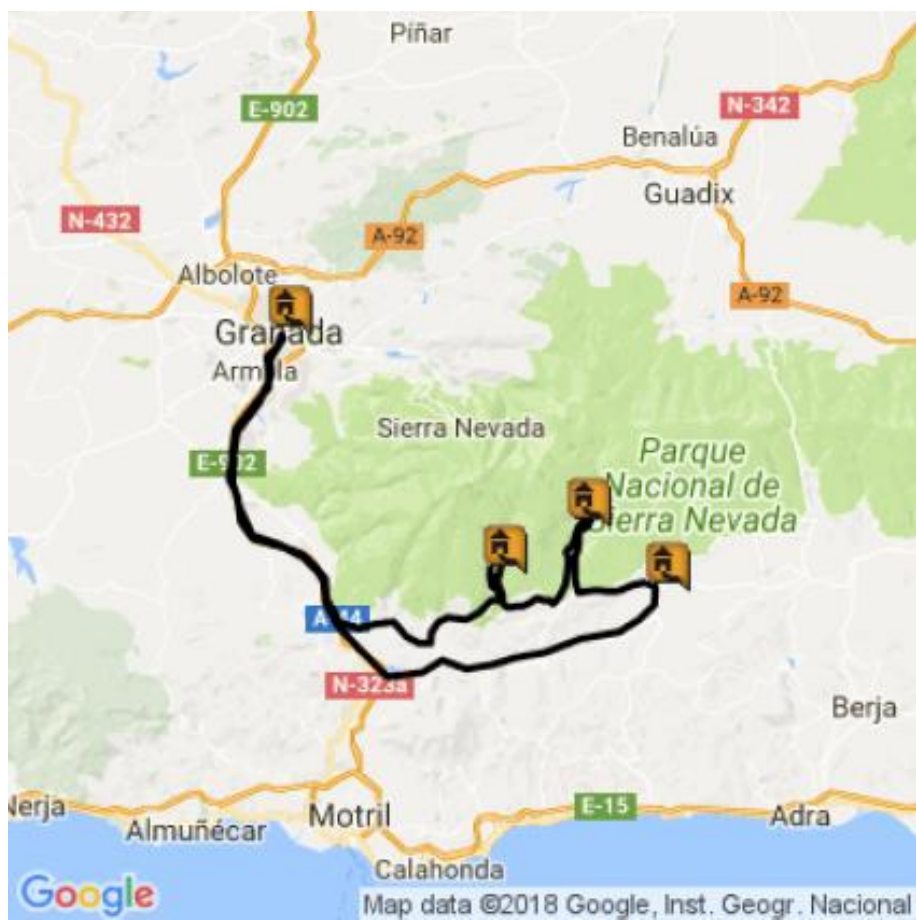 Píñar
E-902
N-342
Benalúa
Guadix
N-432
A-92
Albolote
A-92
Granada
Armilla
Sierra Nevada
E-902
Parque
Nacional de
Sierra Nevada
A-44
N-323a
Berja
Nerja
Motril
E-15
Adra
Almuñécar
Calahonda
Google
Map data ©2018 Google, Inst. Geogr. Nacional